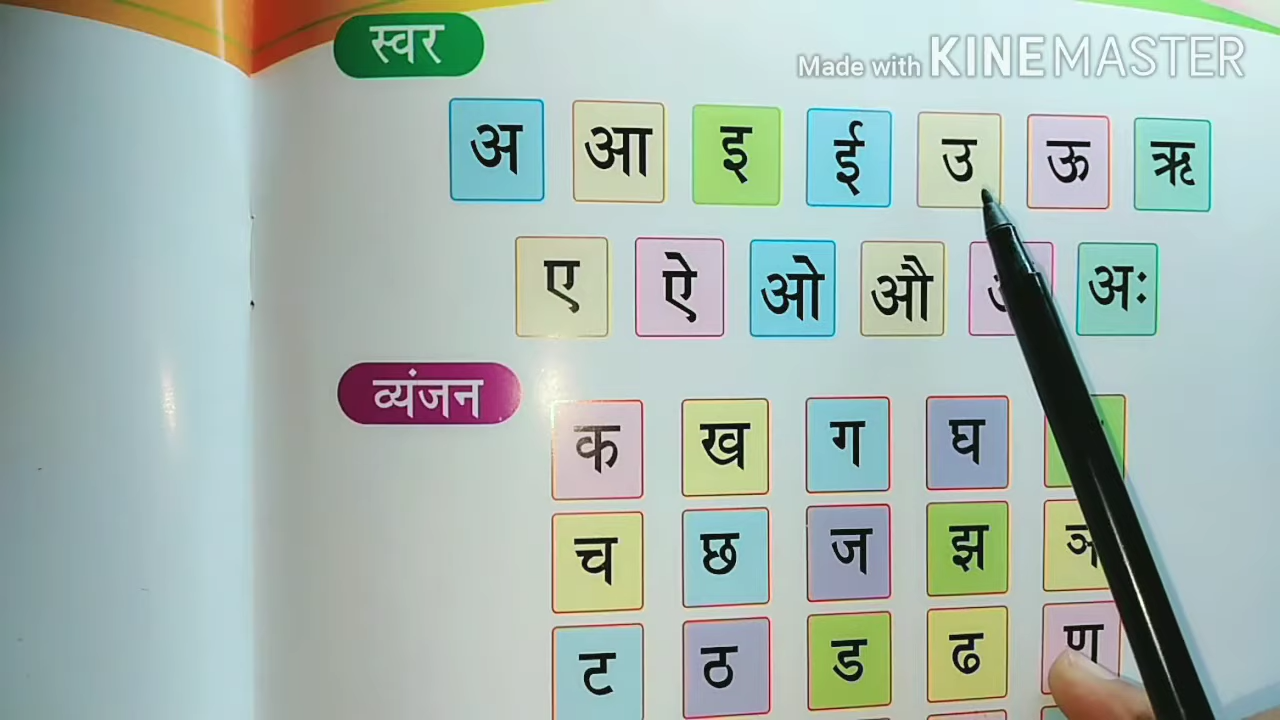 स्वर
Made with KINEMASTER
अ आ इ ई उ ऊ ऋ
ए ऐ ओ औ अः
व्यंजन
क ख ग घ
च छ ज झ ञ
ट ठ ड ढ ण